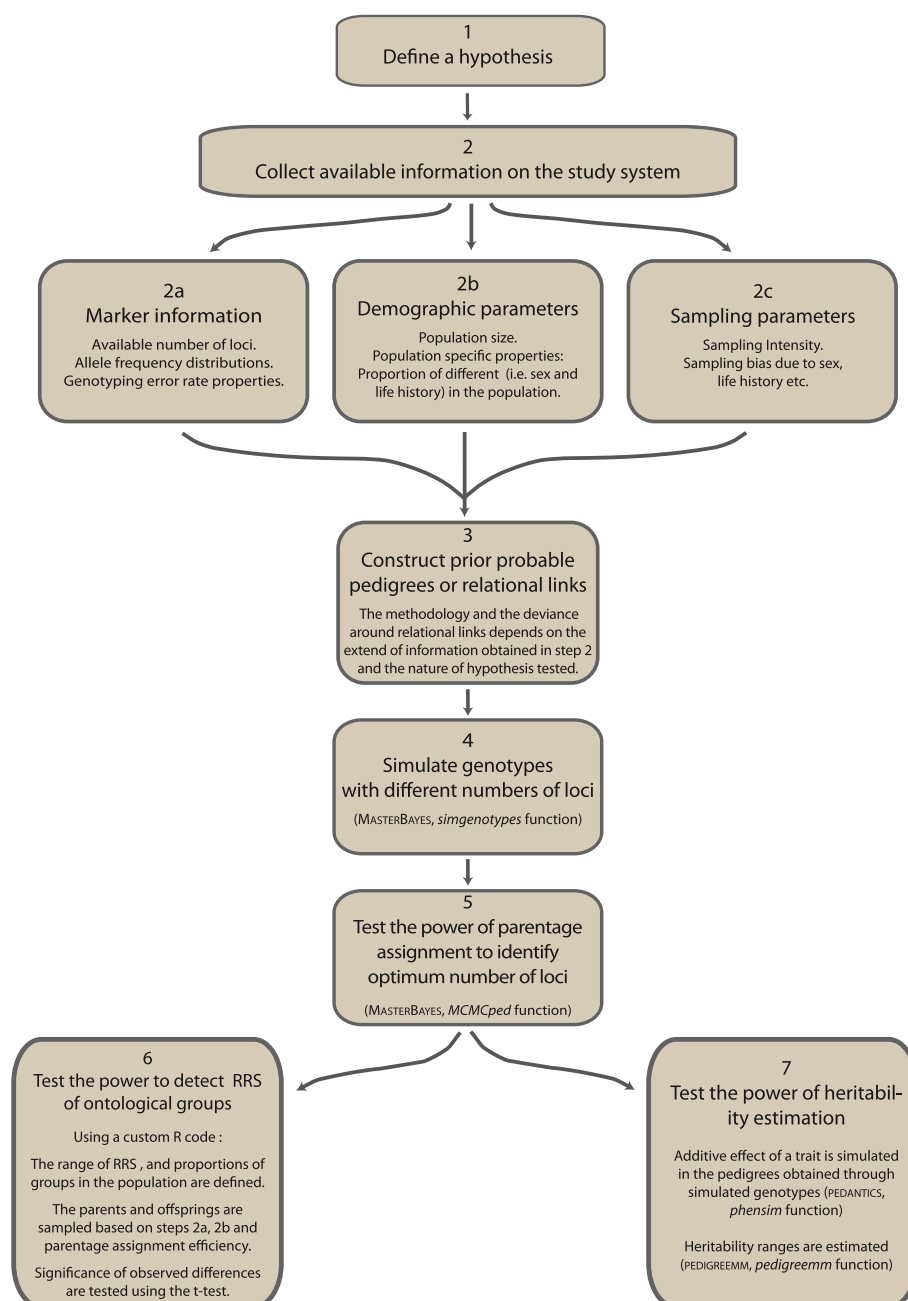 1
Define a hypothesis
2
Collect available information on the study system
2a
Marker information
Available number of loci.
Allele frequency distributions.
Genotyping error rate properties.
2b
Demographic parameters
Population size.
Population specific properties:
Proportion of different (i.e. sex and
life history) in the population.
2c
Sampling parameters
Sampling Intensity.
Sampling bias due to sex,
life history etc.
3
Construct prior probable
pedigrees or relational links
The methodology and the deviance
around relational links depends on the
extend of information obtained in step 2
and the nature of hypothesis tested.
4
Simulate genotypes
with different numbers of loci
(MASTERBAYES, simgenotypes function)
5
Test the power of parentage
assignment to identify
optimum number of loci
(MASTERBAYES, MCMCped function)
6
Test the power to detect RRS
of ontological groups
Using a custom R code :
The range of RRS , and proportions of
groups in the population are defined.
The parents and offsprings are
sampled based on steps 2a, 2b and
parentage assignment efficiency.
Significance of observed differences
are tested using the t-test.
7
Test the power of heritabil-
ity estimation
Additive effect of a trait is simulated
in the pedigrees obtained through
simulated genotypes (PEDANTICS,
phensim function)
Heritability ranges are estimated
(PEDIGREEMM, pedigreemm function)